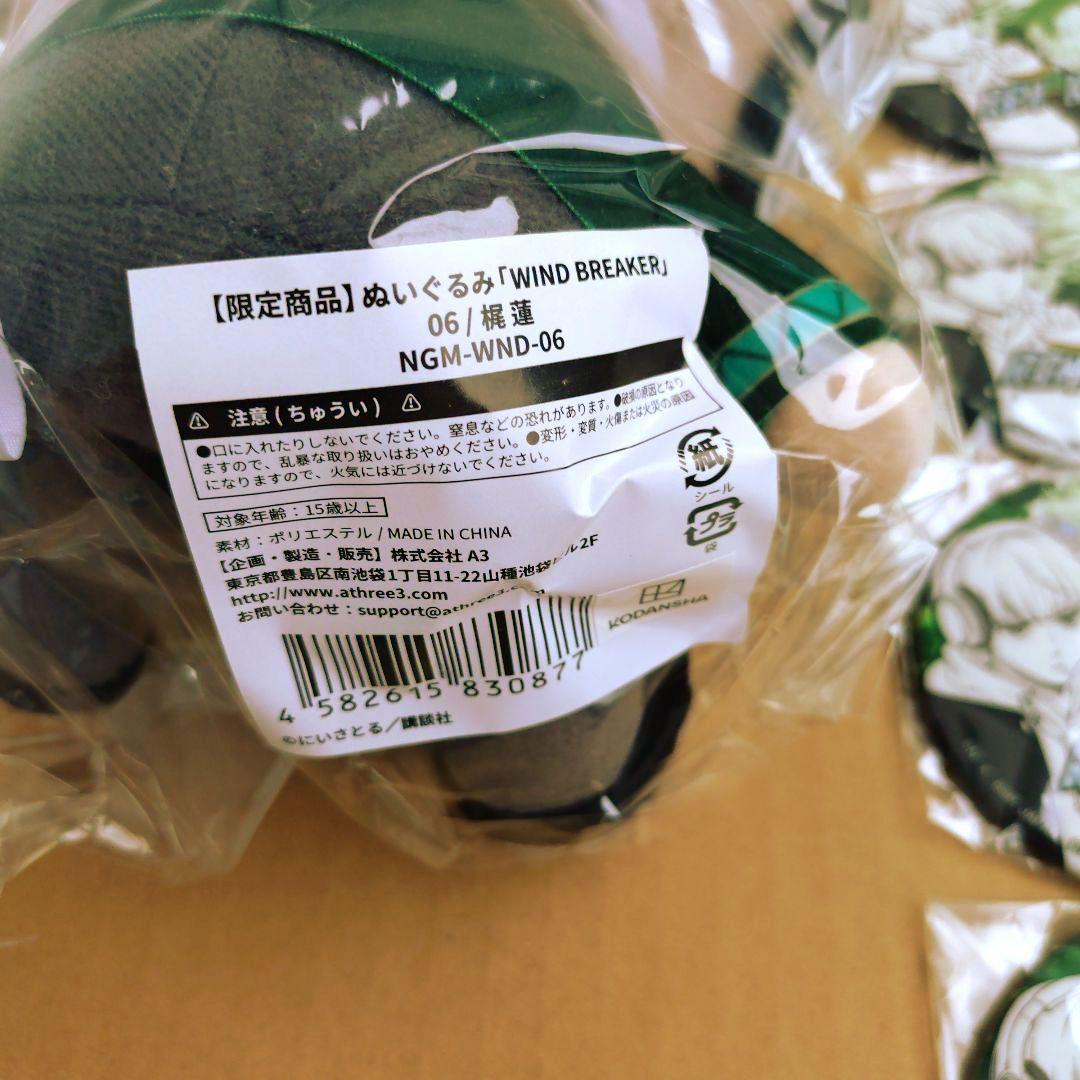 【限定商品】ぬいぐるみ「WIND BREAKER」
06 / 梶 蓮
NGM-WND-06
注意(ちゅうい)
●口に入れたりしないでください。窒息などの恐れがあります。●破損の原因となり
ますので、乱暴な取り扱いはおやめください。●変形・変質・火傷または火災の原因
になりますので、火気には近づけないでください。
対象年齢:15歳以上
素材:ポリエステル / MADE IN CHINA
【企画・製造・販売】株式会社 A3
東京都豊島区南池袋1丁目11-22山種池袋ビル2F
http://www.athree3.com
お問い合わせ:support@athree3.com
紙
シール
プラ
袋
KODANSHA
4 582615 830877
©にいさとる/講談社